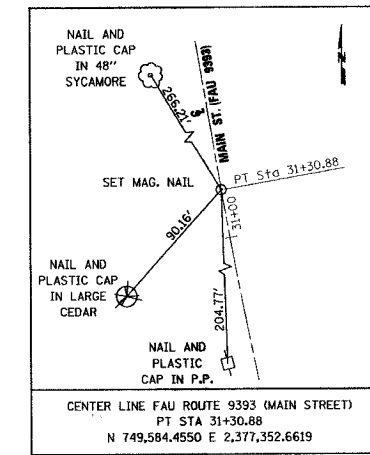 NAIL AND
PLASTIC CAP
IN 48"
SYCAMORE
266.21'
MAIN ST. (FAU 9393)
SET MAG. NAIL
PT Sta 31+30.88
31+00
90.16'
NAIL AND
PLASTIC CAP
IN LARGE
CEDAR
204.77'
NAIL AND
PLASTIC
CAP IN P.P.
CENTER LINE FAU ROUTE 9393 (MAIN STREET)
PT STA 31+30.88
N 749,584.4550 E 2,377,352.6619